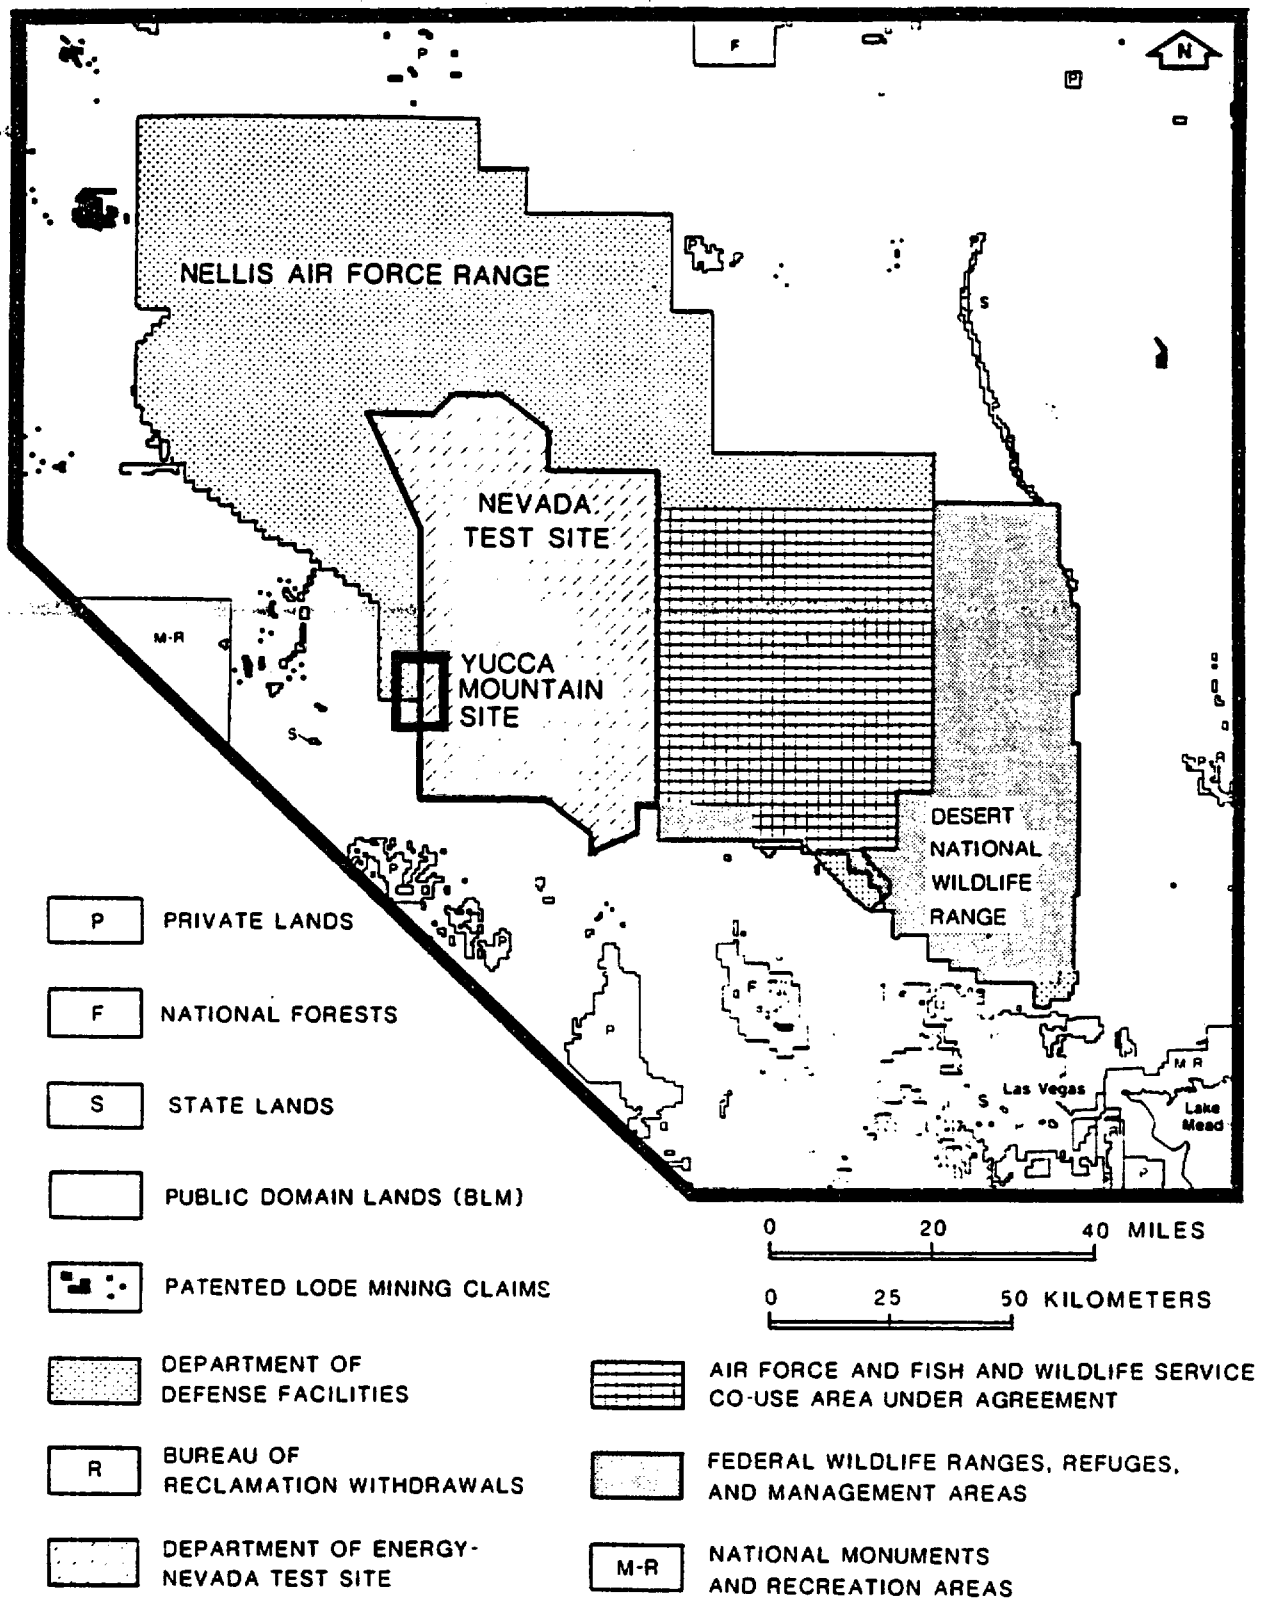 F
N
P
P
NELLIS AIR FORCE RANGE
P
P
S
NEVADA
TEST SITE
M-R
YUCCA
MOUNTAIN
SITE
S
P
DESERT
NATIONAL
WILDLIFE
RANGE
P
P
F
P
M-R
S
Las Vegas
Lake
Mead
P
P PRIVATE LANDS
F NATIONAL FORESTS
S STATE LANDS
PUBLIC DOMAIN LANDS (BLM)
PATENTED LODE MINING CLAIMS
DEPARTMENT OF
DEFENSE FACILITIES
R BUREAU OF
RECLAMATION WITHDRAWALS
DEPARTMENT OF ENERGY-
NEVADA TEST SITE
0 20 40 MILES
0 25 50 KILOMETERS
AIR FORCE AND FISH AND WILDLIFE SERVICE
CO-USE AREA UNDER AGREEMENT
FEDERAL WILDLIFE RANGES, REFUGES,
AND MANAGEMENT AREAS
M-R NATIONAL MONUMENTS
AND RECREATION AREAS